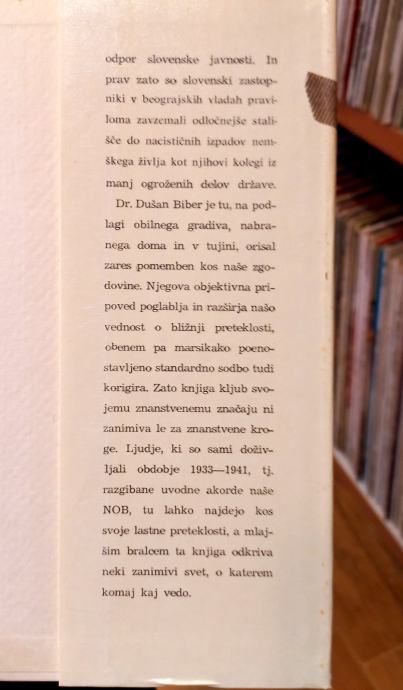 odpor slovenske javnosti. In
prav zato so slovenski zastop-
niki v beograjskih vladah pravi-
loma zavzemali odločnejše stali-
šče do nacističnih izpadov nem-
škega življa kot njihovi kolegi iz
manj ogroženih delov države.
Dr. Dušan Biber je tu, na pod-
lagi obilnega gradiva, nabra-
nega doma in v tujini, orisal
zares pomemben kos naše zgo-
dovine. Njegova objektivna pri-
poved poglablja in razširja našo
vednost o bližnji preteklosti,
obenem pa marsikako poeno-
stavljeno standardno sodbo tudi
korigira. Zato knjiga kljub svo-
jemu znanstvenemu značaju ni
zanimiva le za znanstvene kro-
ge. Ljudje, ki so sami doživ-
ljali obdobje 1933—1941, tj.
razgibane uvodne akorde naše
NOB, tu lahko najdejo kos
svoje lastne preteklosti, a mlaj-
šim bralcem ta knjiga odkriva
neki zanimivi svet, o katerem
komaj kaj vedo.